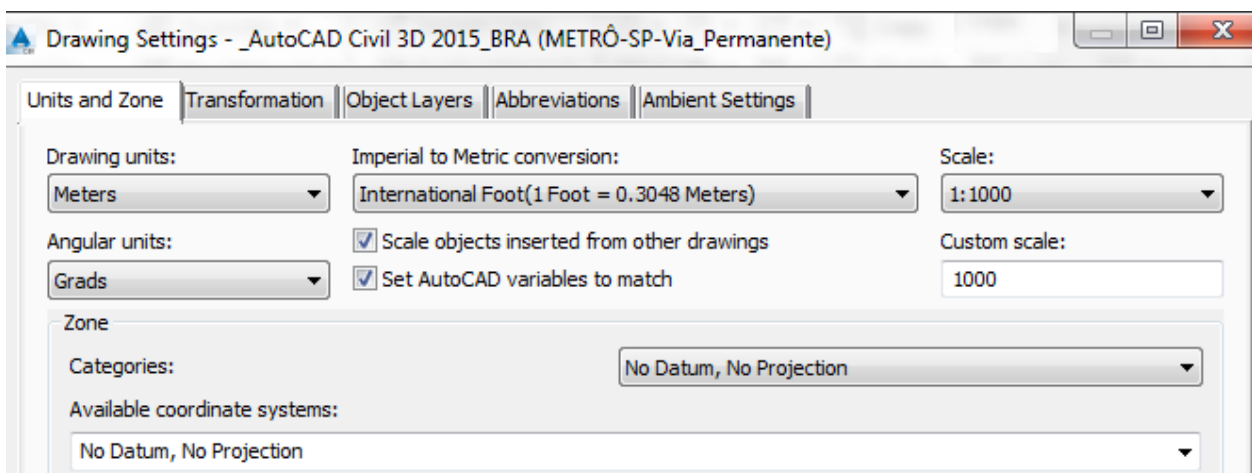 Drawing Settings - _AutoCAD Civil 3D 2015_BRA (METRÔ-SP-Via_Permanente)
Units and Zone Transformation Object Layers Abbreviations Ambient Settings
Drawing units: Imperial to Metric conversion: Scale:
Meters International Foot(1 Foot = 0.3048 Meters) 1:1000
Angular units: Scale objects inserted from other drawings Custom scale:
Grads Set AutoCAD variables to match 1000
Zone
Categories: No Datum, No Projection
Available coordinate systems:
No Datum, No Projection